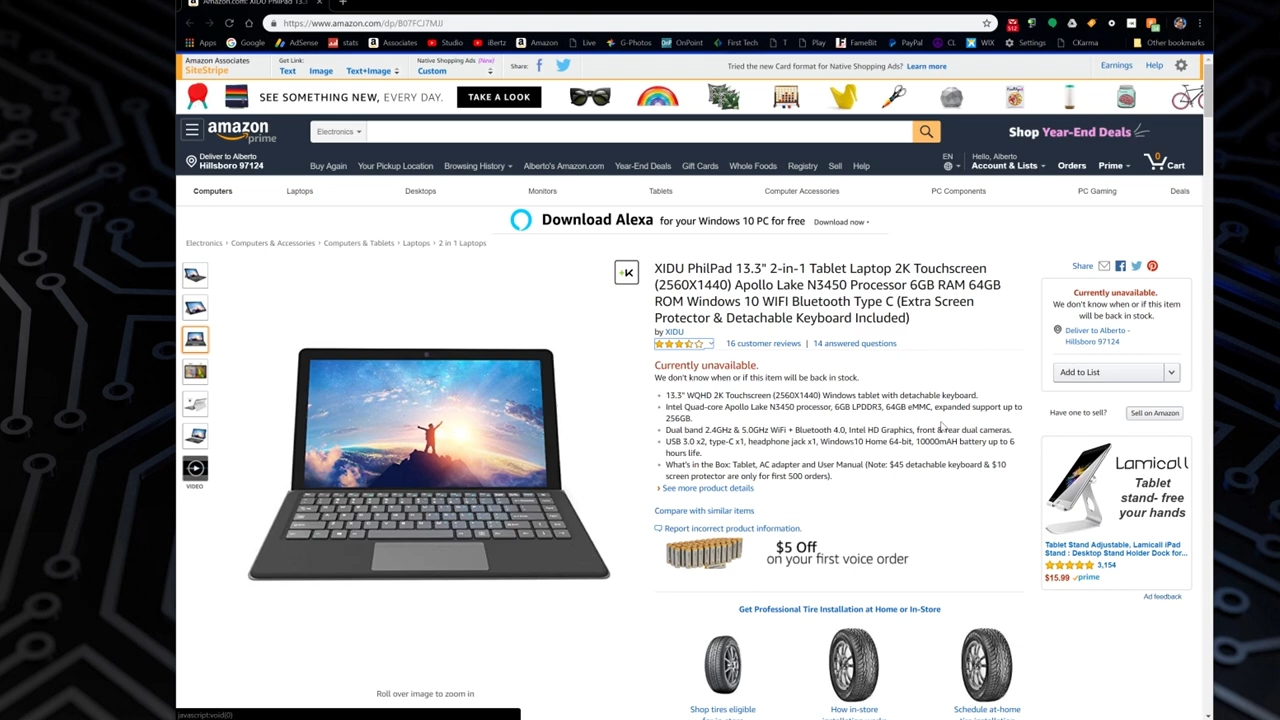 Amazon.com: XIDU PhilPad 13.3"
https://www.amazon.com/dp/B07FCJ7MJJ
512
Apps Google AdSense stats Associates Studio iBertz Amazon Live G-Photos OnPoint First Tech T Play FameBit PayPal CL WIX Settings CKarma Other bookmarks
Amazon Associates
SiteStripe
Get Link:
Text Image Text+Image
Native Shopping Ads (New)
Custom
Share:
Tried the new Card format for Native Shopping Ads? Learn more
Earnings Help
SEE SOMETHING NEW, EVERY DAY. TAKE A LOOK
amazon
prime
Electronics
Shop Year-End Deals
Deliver to Alberto
Hillsboro 97124
Buy Again Your Pickup Location Browsing History Alberto's Amazon.com Year-End Deals Gift Cards Whole Foods Registry Sell Help
EN
Hello, Alberto
Account & Lists
Orders
Prime
0
Cart
Computers Laptops Desktops Monitors Tablets Computer Accessories PC Components PC Gaming Deals
Download Alexa for your Windows 10 PC for free Download now ›
Electronics › Computers & Accessories › Computers & Tablets › Laptops › 2 in 1 Laptops
VIDEO
+K
XIDU PhilPad 13.3" 2-in-1 Tablet Laptop 2K Touchscreen
(2560X1440) Apollo Lake N3450 Processor 6GB RAM 64GB
ROM Windows 10 WIFI Bluetooth Type C (Extra Screen
Protector & Detachable Keyboard Included)
by XIDU
16 customer reviews | 14 answered questions
Currently unavailable.
We don't know when or if this item will be back in stock.
• 13.3" WQHD 2K Touchscreen (2560X1440) Windows tablet with detachable keyboard.
• Intel Quad-core Apollo Lake N3450 processor, 6GB LPDDR3, 64GB eMMC, expanded support up to
256GB.
• Dual band 2.4GHz & 5.0GHz WiFi + Bluetooth 4.0, Intel HD Graphics, front & rear dual cameras.
• USB 3.0 x2, type-C x1, headphone jack x1, Windows10 Home 64-bit, 10000mAH battery up to 6
hours life.
• What's in the Box: Tablet, AC adapter and User Manual (Note: $45 detachable keyboard & $10
screen protector are only for first 500 orders).
› See more product details
Compare with similar items
Report incorrect product information.
$5 Off
on your first voice order
Get Professional Tire Installation at Home or In-Store
Shop tires eligible
How in-store
Schedule at-home
Roll over image to zoom in
Share
Currently unavailable.
We don't know when or if this item
will be back in stock.
Deliver to Alberto -
Hillsboro 97124
Add to List
Have one to sell? Sell on Amazon
Lamicall
Tablet
stand- free
your hands
Tablet Stand Adjustable, Lamicall iPad
Stand : Desktop Stand Holder Dock for...
3,154
$15.99 prime
Ad feedback
javascript:void(0)